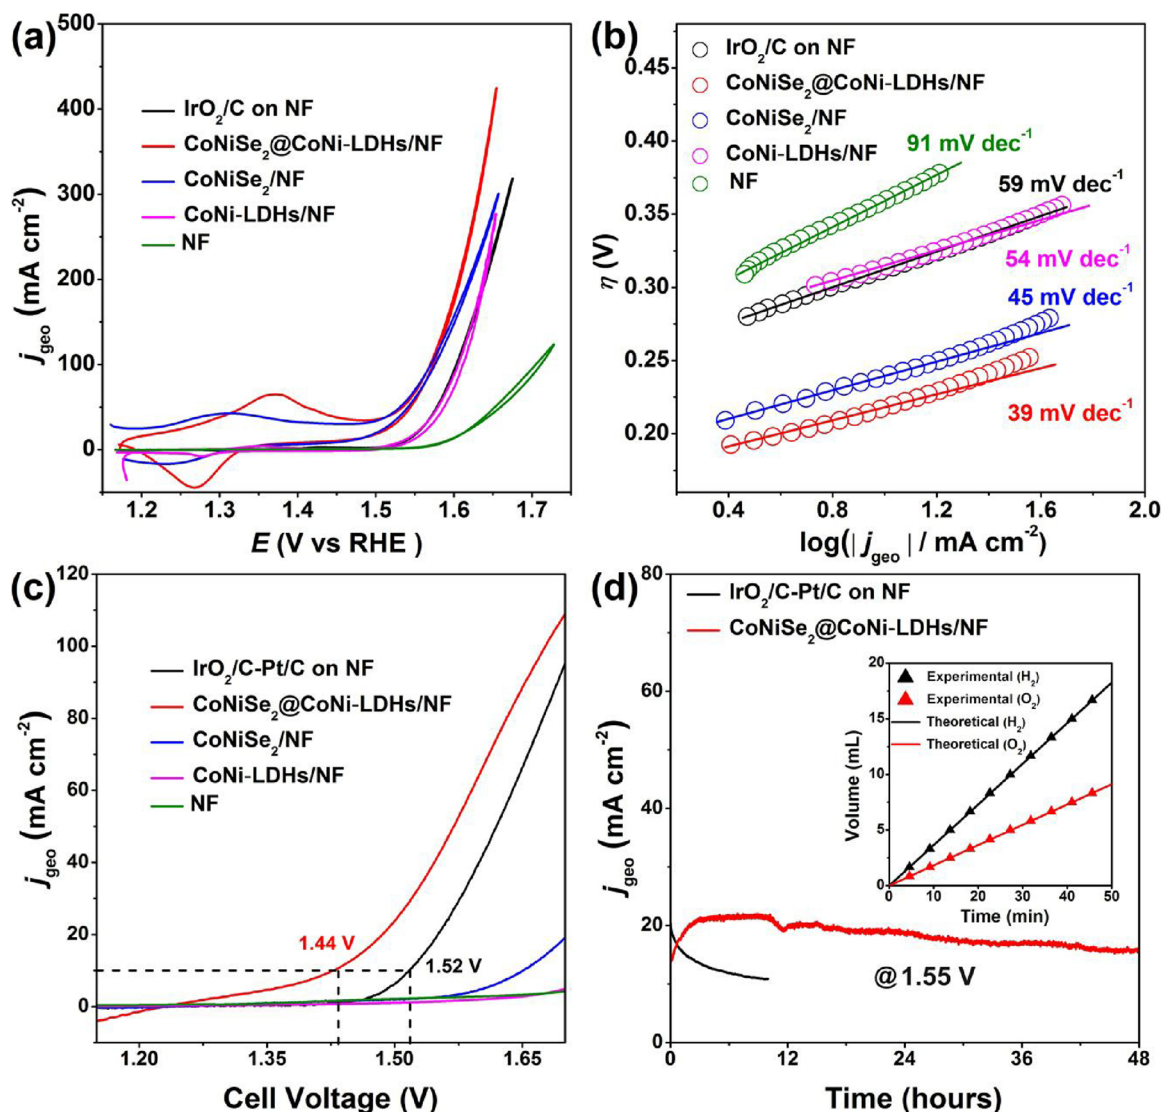 (a)
500
400
300
200
100
0
j_geo (mA cm⁻²)
IrO₂/C on NF
CoNiSe₂@CoNi-LDHs/NF
CoNiSe₂/NF
CoNi-LDHs/NF
NF
1.2 1.3 1.4 1.5 1.6 1.7
E (V vs RHE )
(b)
0.45
0.40
0.35
0.30
0.25
0.20
η (V)
IrO₂/C on NF
CoNiSe₂@CoNi-LDHs/NF
CoNiSe₂/NF
CoNi-LDHs/NF
NF
91 mV dec⁻¹
59 mV dec⁻¹
54 mV dec⁻¹
45 mV dec⁻¹
39 mV dec⁻¹
0.4 0.8 1.2 1.6 2.0
log(| j_geo | / mA cm⁻²)
(c)
120
100
80
60
40
20
0
j_geo (mA cm⁻²)
IrO₂/C-Pt/C on NF
CoNiSe₂@CoNi-LDHs/NF
CoNiSe₂/NF
CoNi-LDHs/NF
NF
1.44 V
1.52 V
1.20 1.35 1.50 1.65
Cell Voltage (V)
(d)
80
60
40
20
0
j_geo (mA cm⁻²)
IrO₂/C-Pt/C on NF
CoNiSe₂@CoNi-LDHs/NF
20
15
10
5
0
Volume (mL)
Experimental (H₂)
Experimental (O₂)
Theoretical (H₂)
Theoretical (O₂)
0 10 20 30 40 50
Time (min)
@ 1.55 V
0 12 24 36 48
Time (hours)